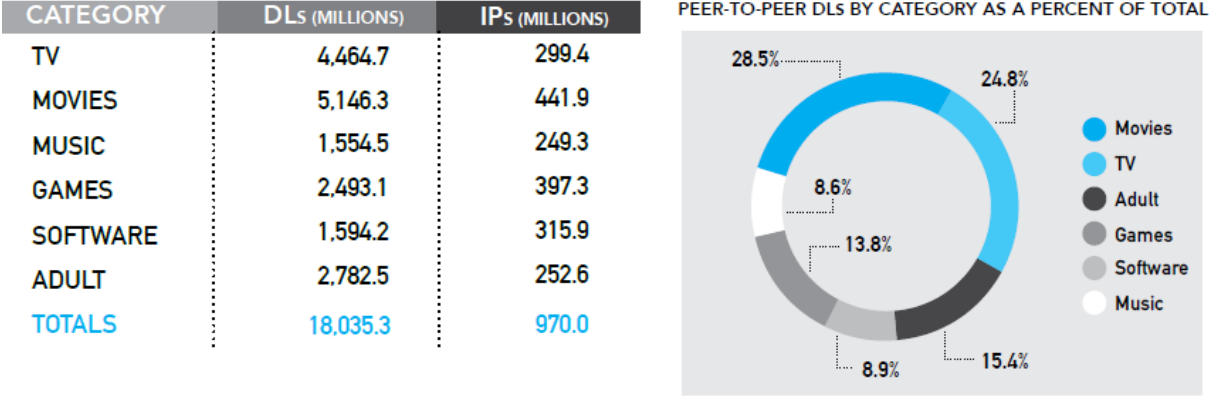 CATEGORY DLs (MILLIONS) IPs (MILLIONS)
TV 4,464.7 299.4
MOVIES 5,146.3 441.9
MUSIC 1,554.5 249.3
GAMES 2,493.1 397.3
SOFTWARE 1,594.2 315.9
ADULT 2,782.5 252.6
TOTALS 18,035.3 970.0
PEER-TO-PEER DLs BY CATEGORY AS A PERCENT OF TOTAL
28.5%
24.8%
8.6%
13.8%
8.9%
15.4%
Movies
TV
Adult
Games
Software
Music